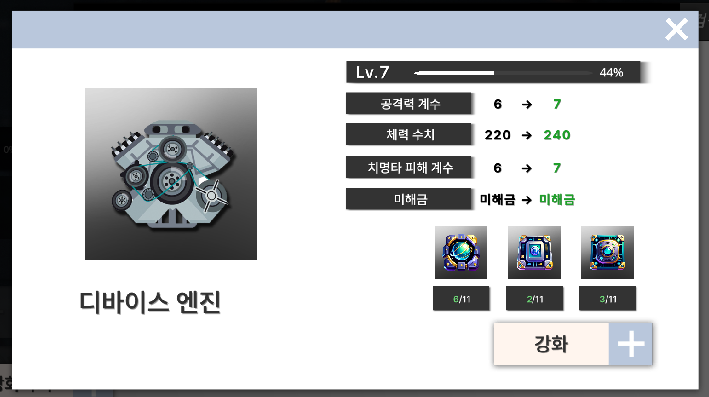 Lv.7 44%
공격력 계수 6 → 7
체력 수치 220 → 240
치명타 피해 계수 6 → 7
미해금 미해금 → 미해금
6/11 2/11 3/11
디바이스 엔진
강화